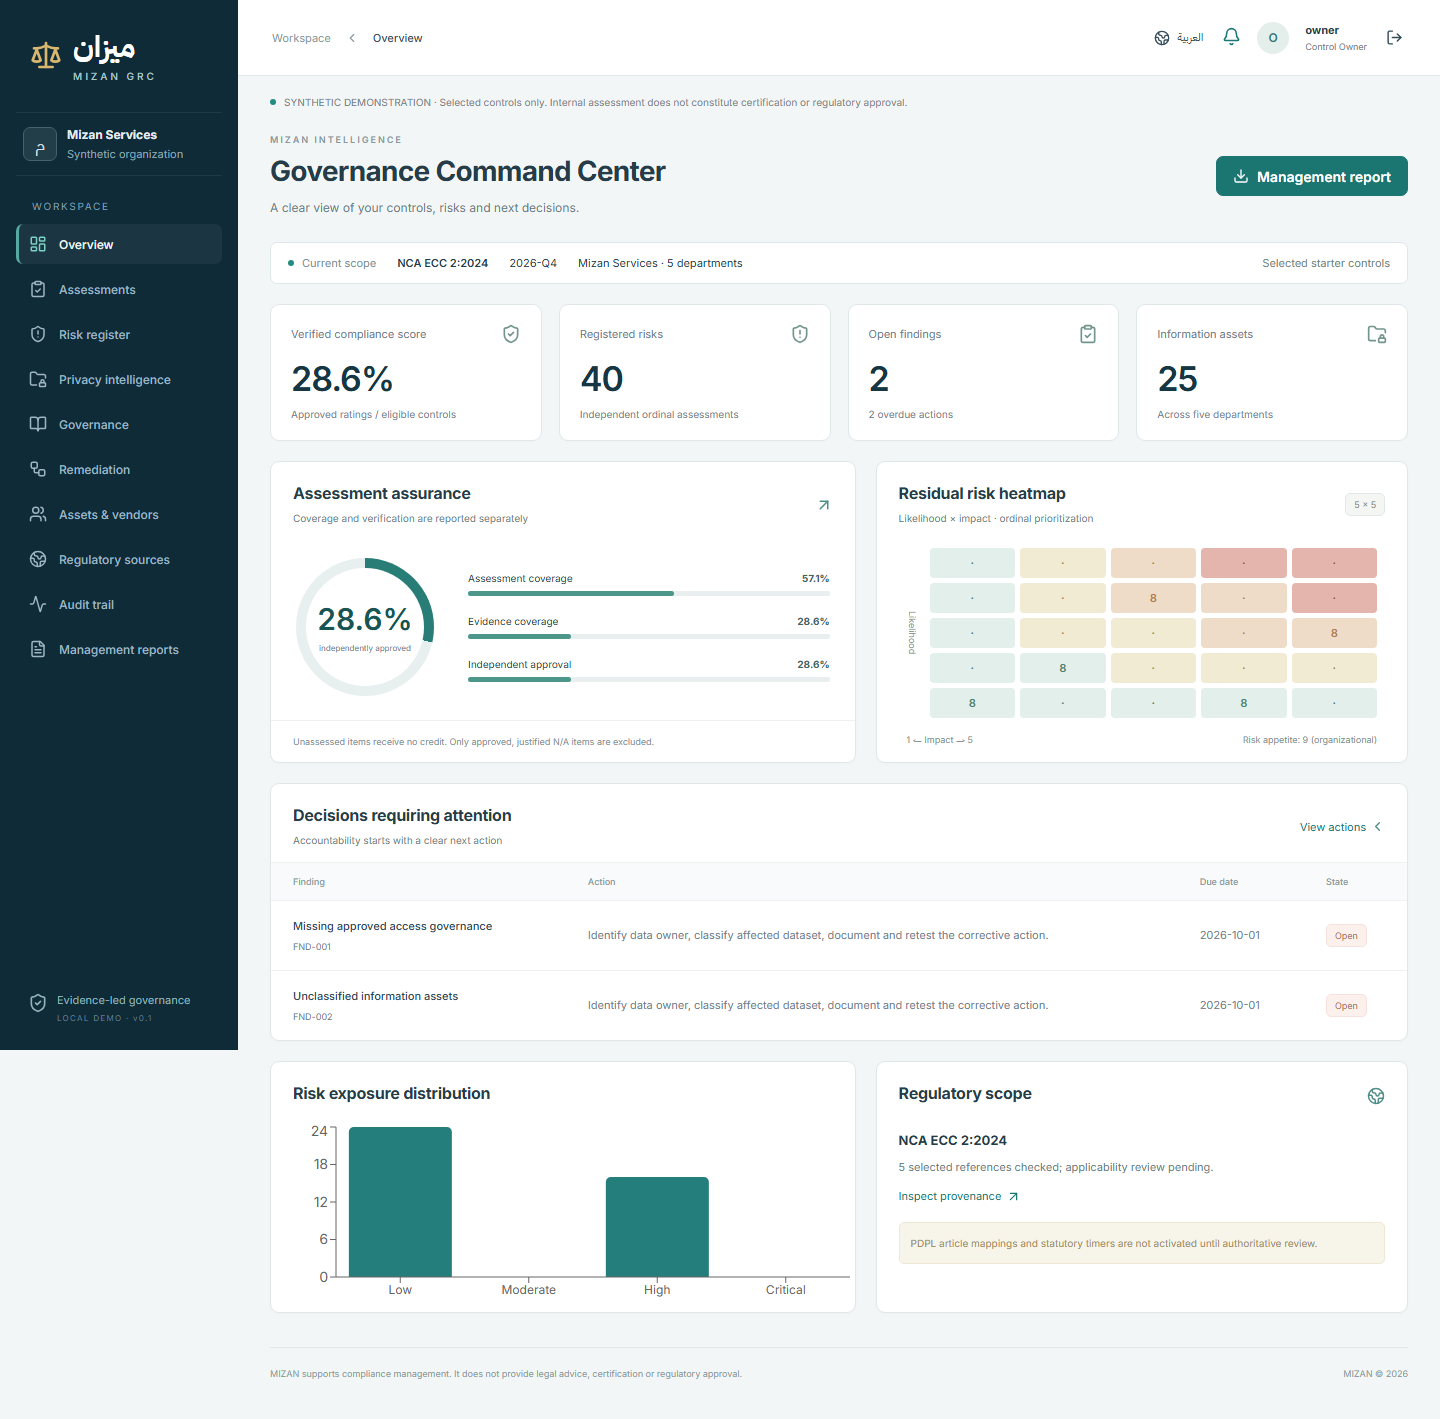 ميزان
MIZAN GRC
م
Mizan Services
Synthetic organization
WORKSPACE
Overview
Assessments
Risk register
Privacy intelligence
Governance
Remediation
Assets & vendors
Regulatory sources
Audit trail
Management reports
Evidence-led governance
LOCAL DEMO · v0.1
Workspace
Overview
العربية
O
owner
Control Owner
SYNTHETIC DEMONSTRATION · Selected controls only. Internal assessment does not constitute certification or regulatory approval.
MIZAN INTELLIGENCE
Governance Command Center
A clear view of your controls, risks and next decisions.
Management report
Current scope NCA ECC 2:2024 2026-Q4 Mizan Services · 5 departments Selected starter controls
Verified compliance score
28.6%
Approved ratings / eligible controls
Registered risks
40
Independent ordinal assessments
Open findings
2
2 overdue actions
Information assets
25
Across five departments
Assessment assurance
Coverage and verification are reported separately
28.6%
independently approved
Assessment coverage 57.1%
Evidence coverage 28.6%
Independent approval 28.6%
Unassessed items receive no credit. Only approved, justified N/A items are excluded.
Residual risk heatmap
Likelihood × impact · ordinal prioritization
5 × 5
Likelihood
· · · · ·
· · 8 · ·
· · · · 8
· 8 · · ·
8 · · 8 ·
1 ← Impact → 5
Risk appetite: 9 (organizational)
Decisions requiring attention
Accountability starts with a clear next action
View actions
Finding Action Due date State
Missing approved access governance
FND-001
Identify data owner, classify affected dataset, document and retest the corrective action.
2026-10-01
Open
Unclassified information assets
FND-002
Identify data owner, classify affected dataset, document and retest the corrective action.
2026-10-01
Open
Risk exposure distribution
24
18
12
6
0
Low Moderate High Critical
Regulatory scope
NCA ECC 2:2024
5 selected references checked; applicability review pending.
Inspect provenance
PDPL article mappings and statutory timers are not activated until authoritative review.
MIZAN supports compliance management. It does not provide legal advice, certification or regulatory approval.
MIZAN © 2026